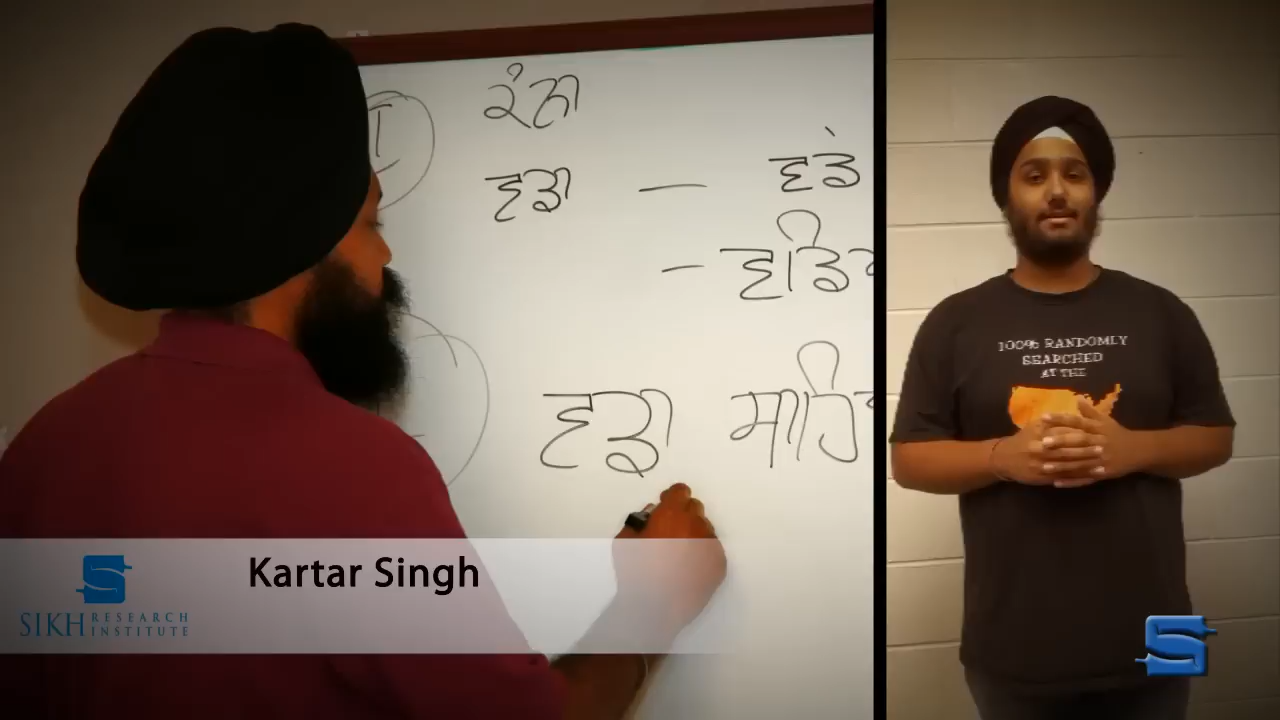 ਕੰਨਾ
ਵਡਾ — ਵਡੇ
—
ਵਡਾ
Kartar Singh
SIKH RESEARCH INSTITUTE
100% RANDOMLY
SEARCHED
AT THE